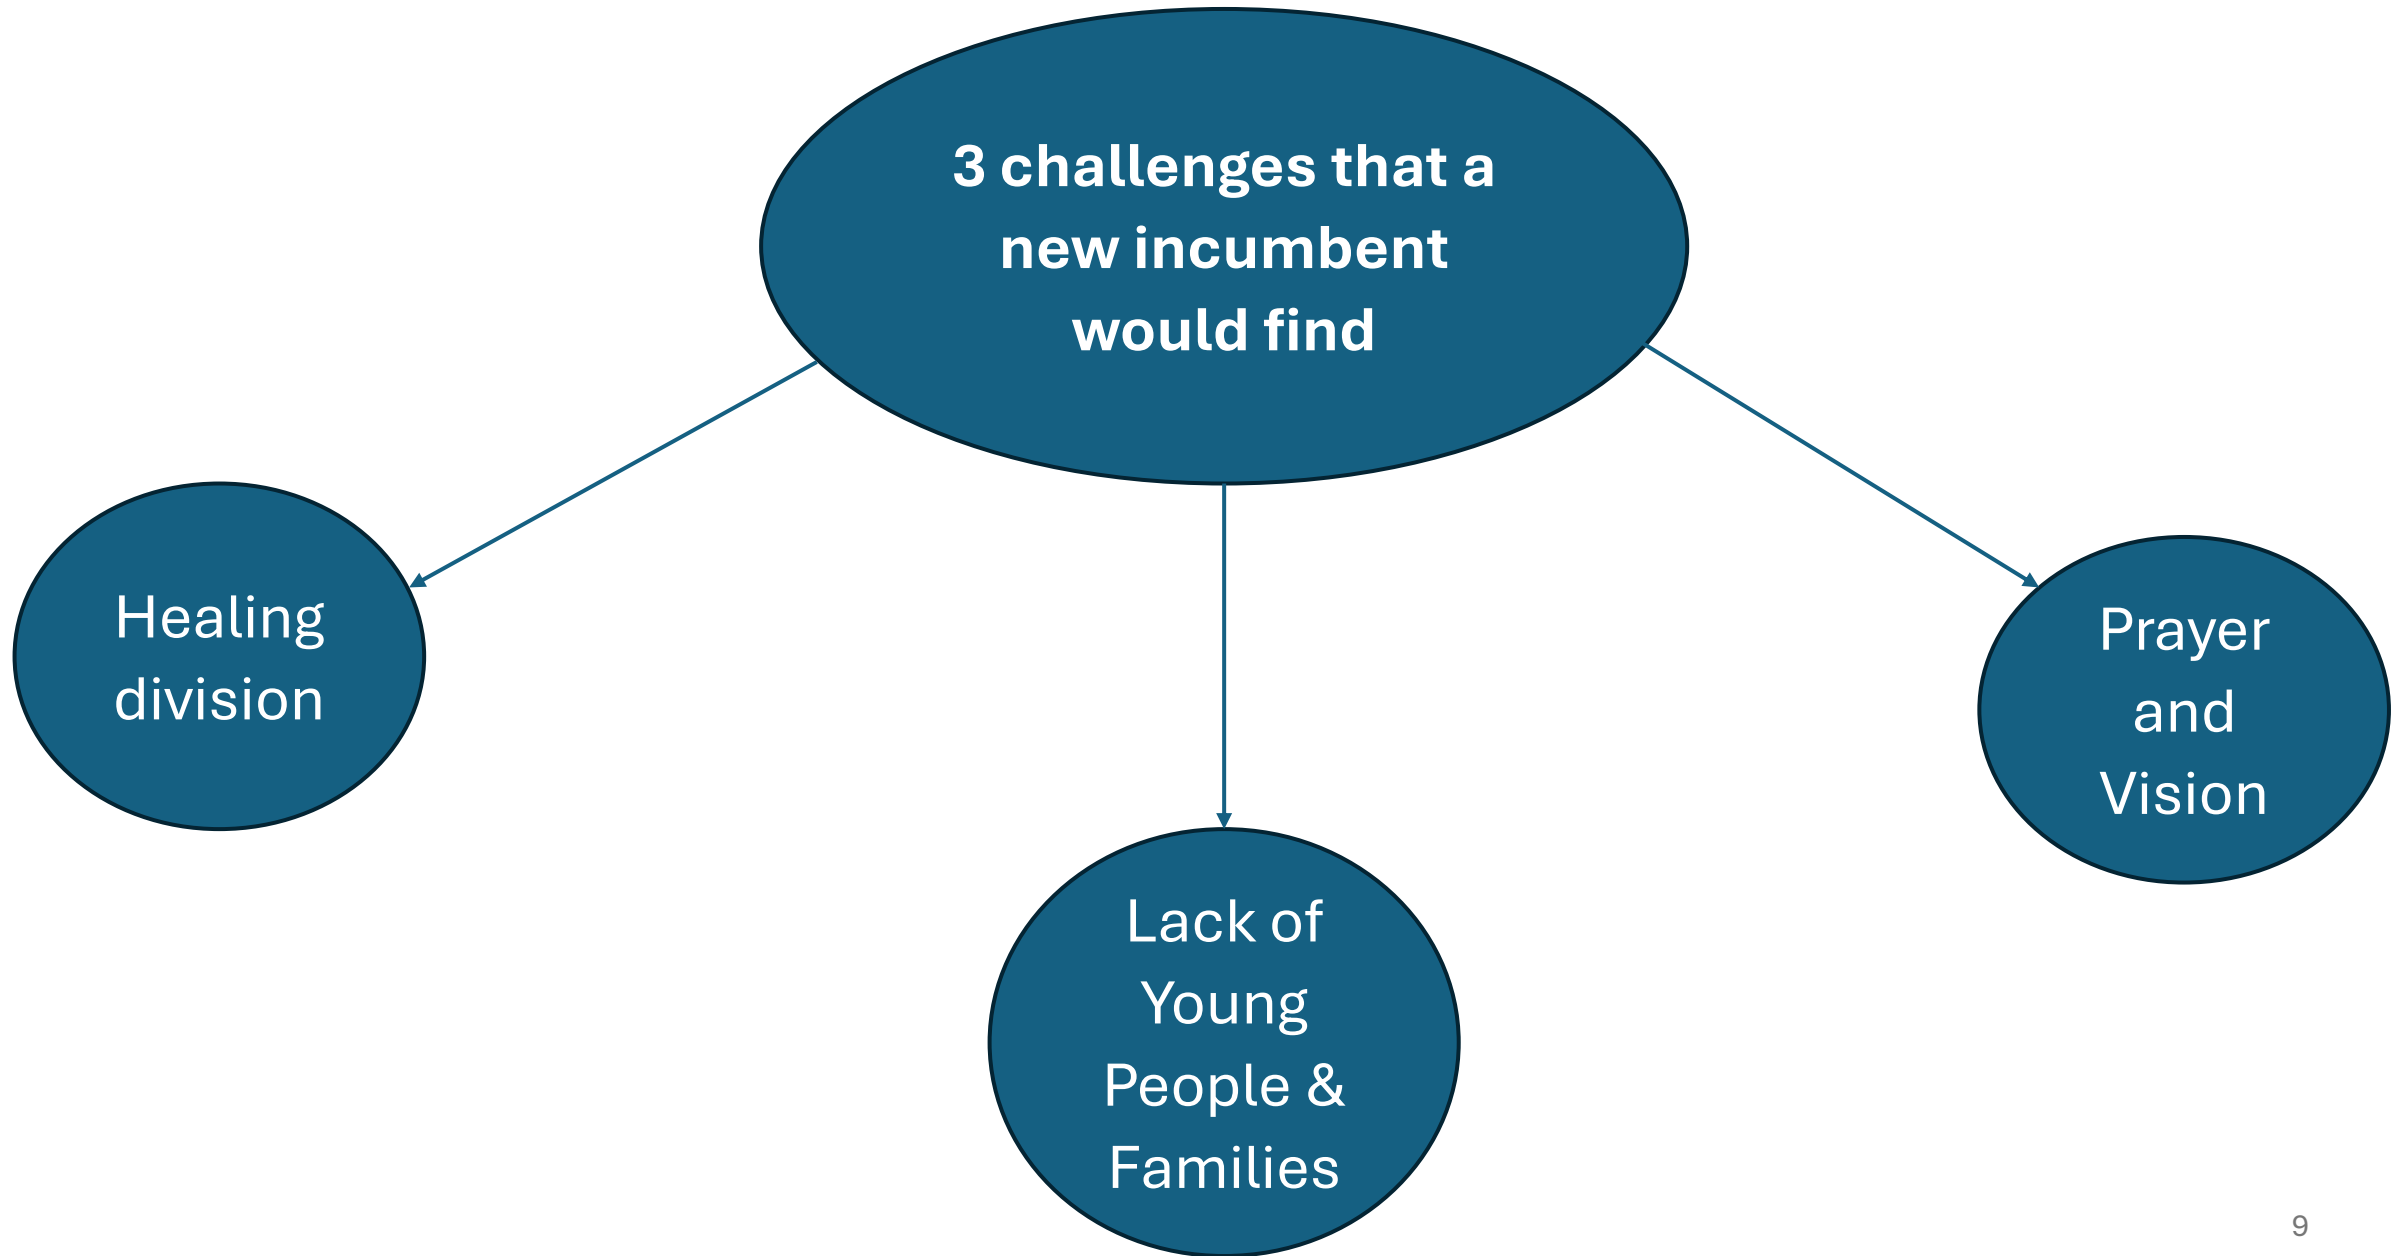 3 challenges that a
new incumbent
would find
Healing
division
Lack of
Young
People &
Families
Prayer
and
Vision
9